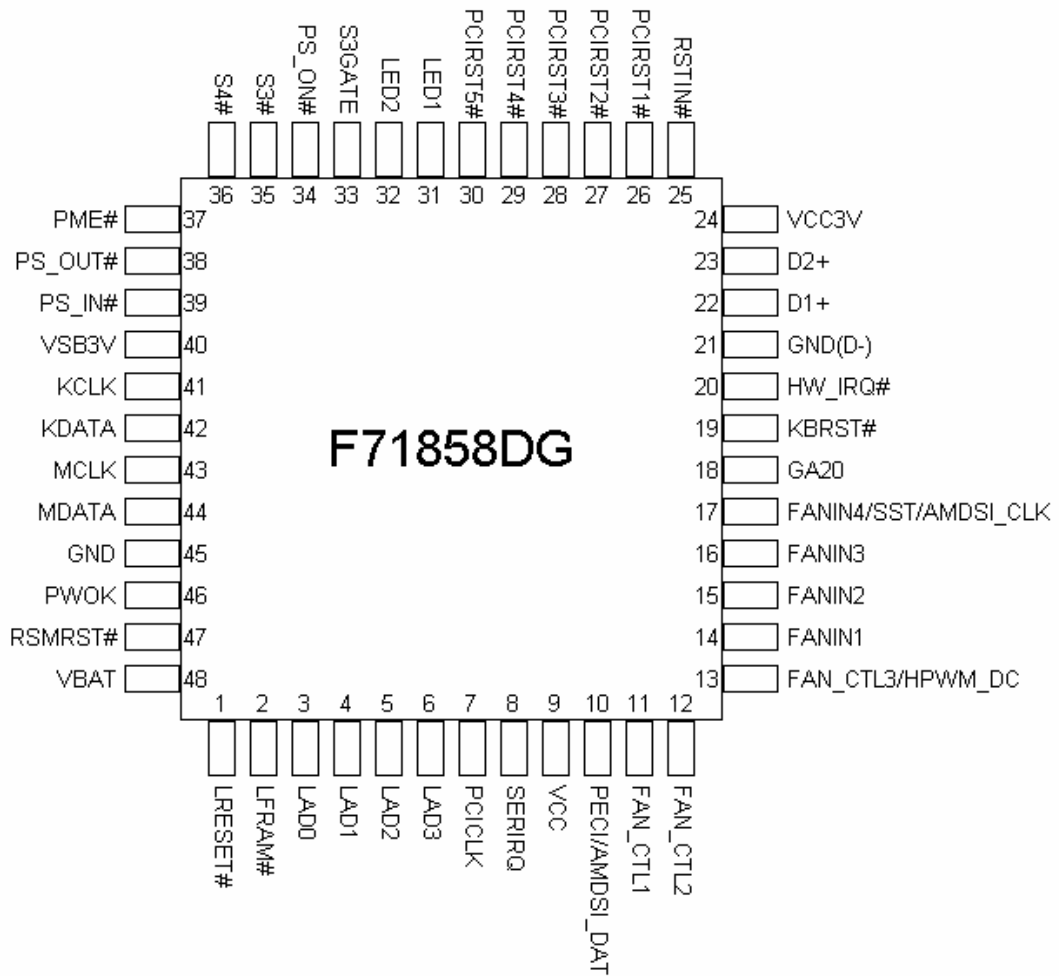 S4#
S3#
PS_ON#
S3GATE
LED2
LED1
PCIRST5#
PCIRST4#
PCIRST3#
PCIRST2#
PCIRST1#
RSTIN#
36 35 34 33 32 31 30 29 28 27 26 25
PME# 37
PS_OUT# 38
PS_IN# 39
VSB3V 40
KCLK 41
KDATA 42
MCLK 43
MDATA 44
GND 45
PWOK 46
RSMRST# 47
VBAT 48
F71858DG
24 VCC3V
23 D2+
22 D1+
21 GND(D-)
20 HW_IRQ#
19 KBRST#
18 GA20
17 FANIN4/SST/AMDSI_CLK
16 FANIN3
15 FANIN2
14 FANIN1
13 FAN_CTL3/HPWM_DC
1 2 3 4 5 6 7 8 9 10 11 12
LRESET#
LFRAM#
LAD0
LAD1
LAD2
LAD3
PCICLK
SERIRQ
VCC
PECI/AMDSI_DAT
FAN_CTL1
FAN_CTL2